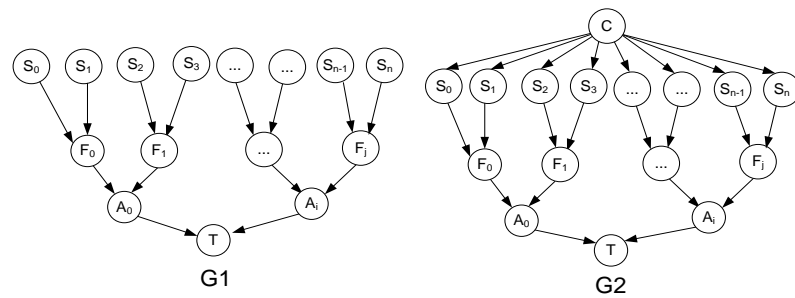 C
S0 S1 S2 S3 ... ... Sn-1 Sn
S0 S1 S2 S3 ... ... Sn-1 Sn
F0 F1 ... Fj
F0 F1 ... Fj
A0 Ai
A0 Ai
T
T
G1
G2